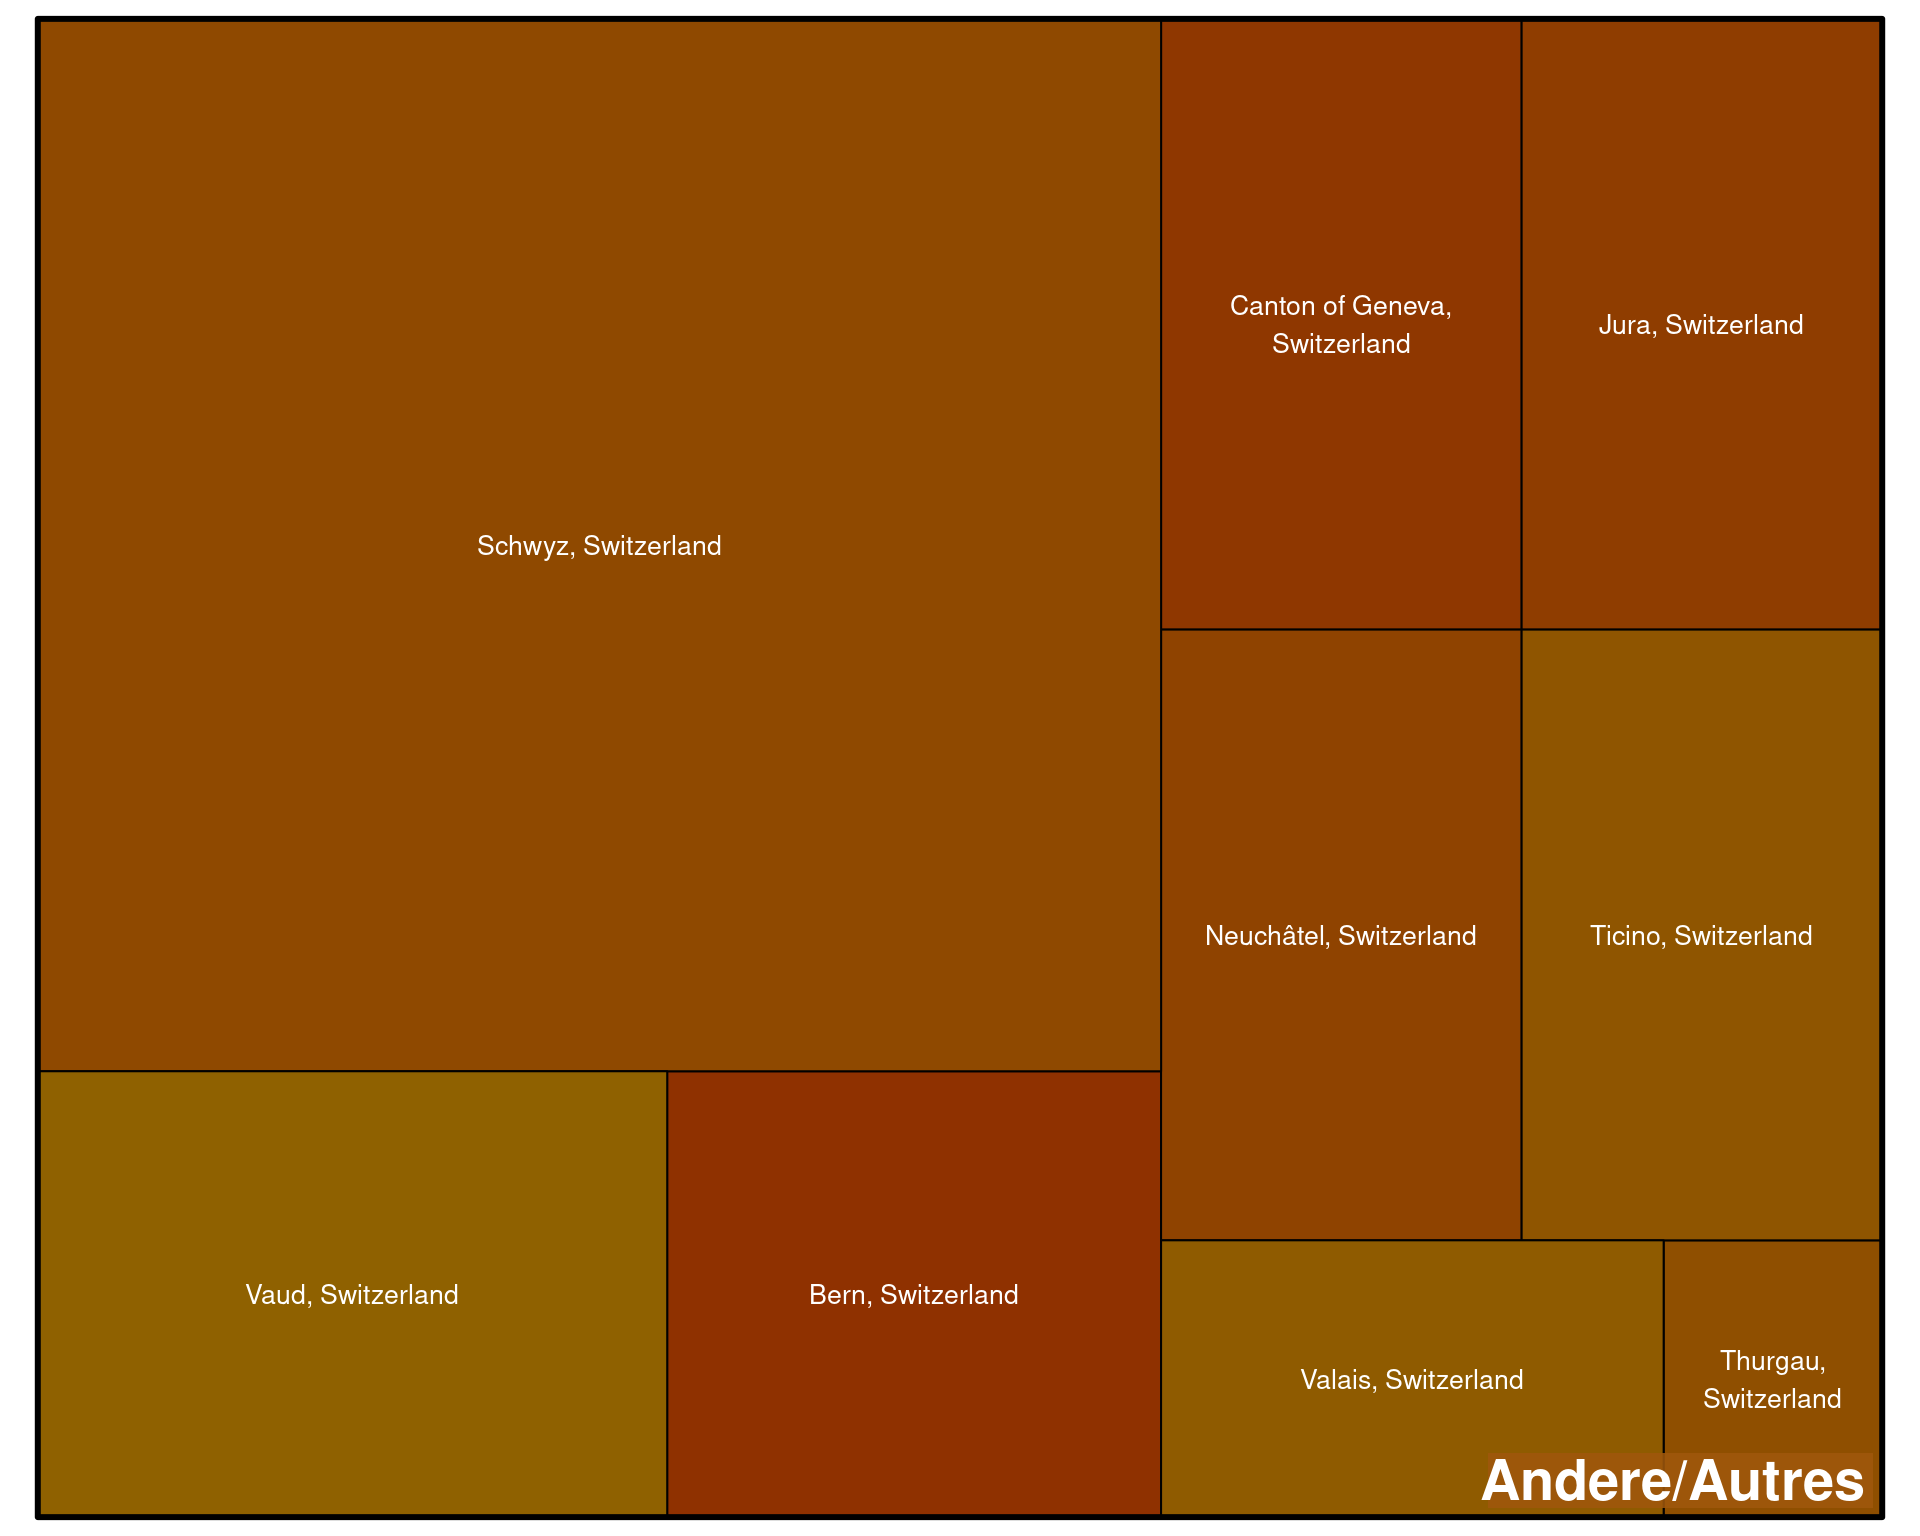 Schwyz, Switzerland
Canton of Geneva,
Switzerland
Jura, Switzerland
Neuchâtel, Switzerland
Ticino, Switzerland
Vaud, Switzerland
Bern, Switzerland
Valais, Switzerland
Thurgau,
Switzerland
Andere/Autres